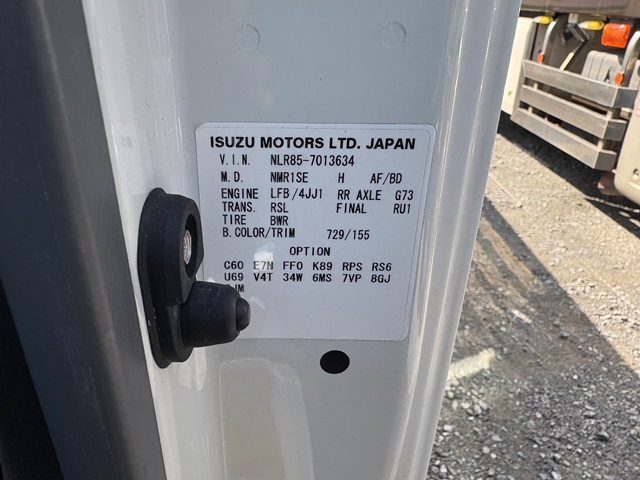 ISUZU MOTORS LTD. JAPAN
V.I.N. NLR85-7013634
M.D. NMR1SE H AF/BD
ENGINE LFB/4JJ1 RR AXLE G73
TRANS. RSL FINAL RU1
TIRE BWR
B.COLOR/TRIM 729/155
OPTION
C60 E7N FF0 K89 RPS RS6
U69 V4T 34W 6MS 7VP 8GJ